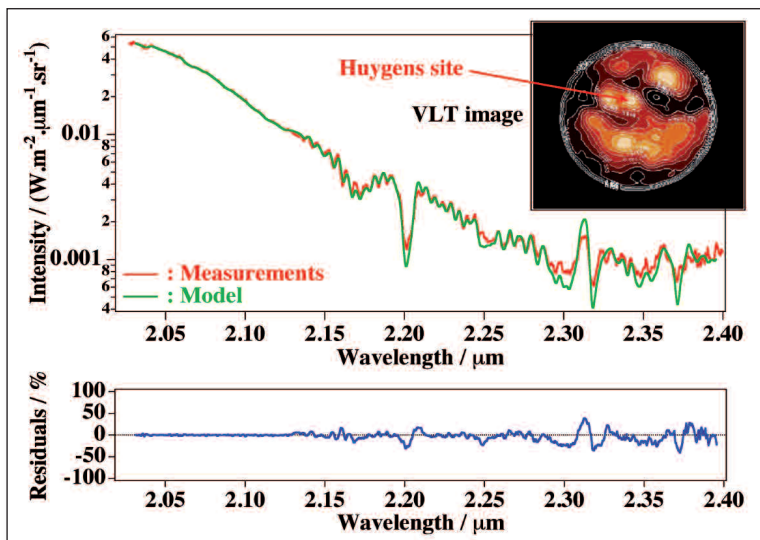 Huygens site
VLT image
Intensity / (W.m⁻².μm⁻¹.sr⁻¹)
6
4
2
0.01
8
6
4
2
0.001
8
6
4
: Measurements
: Model
2.05 2.10 2.15 2.20 2.25 2.30 2.35 2.40
Wavelength / μm
Residuals / %
100
50
0
-50
-100
2.05 2.10 2.15 2.20 2.25 2.30 2.35 2.40
Wavelength / μm